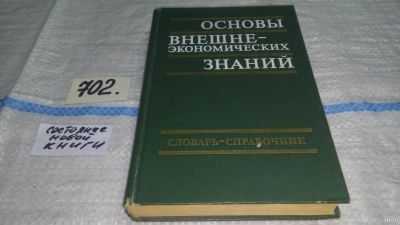 ОСНОВЫ
ВНЕШНЕ-
ЭКОНОМИЧЕСКИХ
ЗНАНИЙ
СЛОВАРЬ-СПРАВОЧНИК
702.
состояние
новой
книги